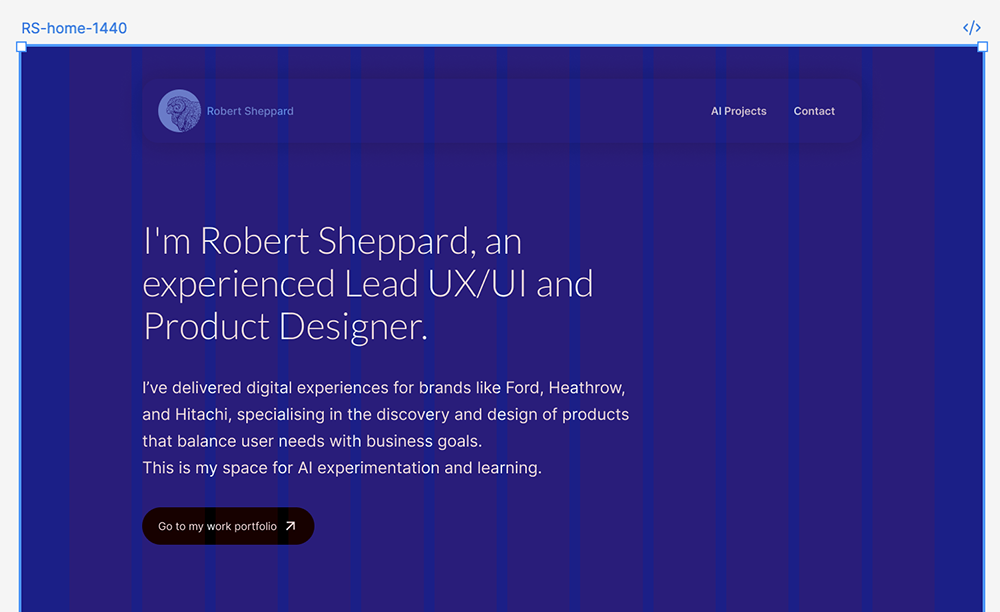 RS-home-1440
</>
Robert Sheppard
AI Projects
Contact
I'm Robert Sheppard, an
experienced Lead UX/UI and
Product Designer.
I’ve delivered digital experiences for brands like Ford, Heathrow,
and Hitachi, specialising in the discovery and design of products
that balance user needs with business goals.
This is my space for AI experimentation and learning.
Go to my work portfolio